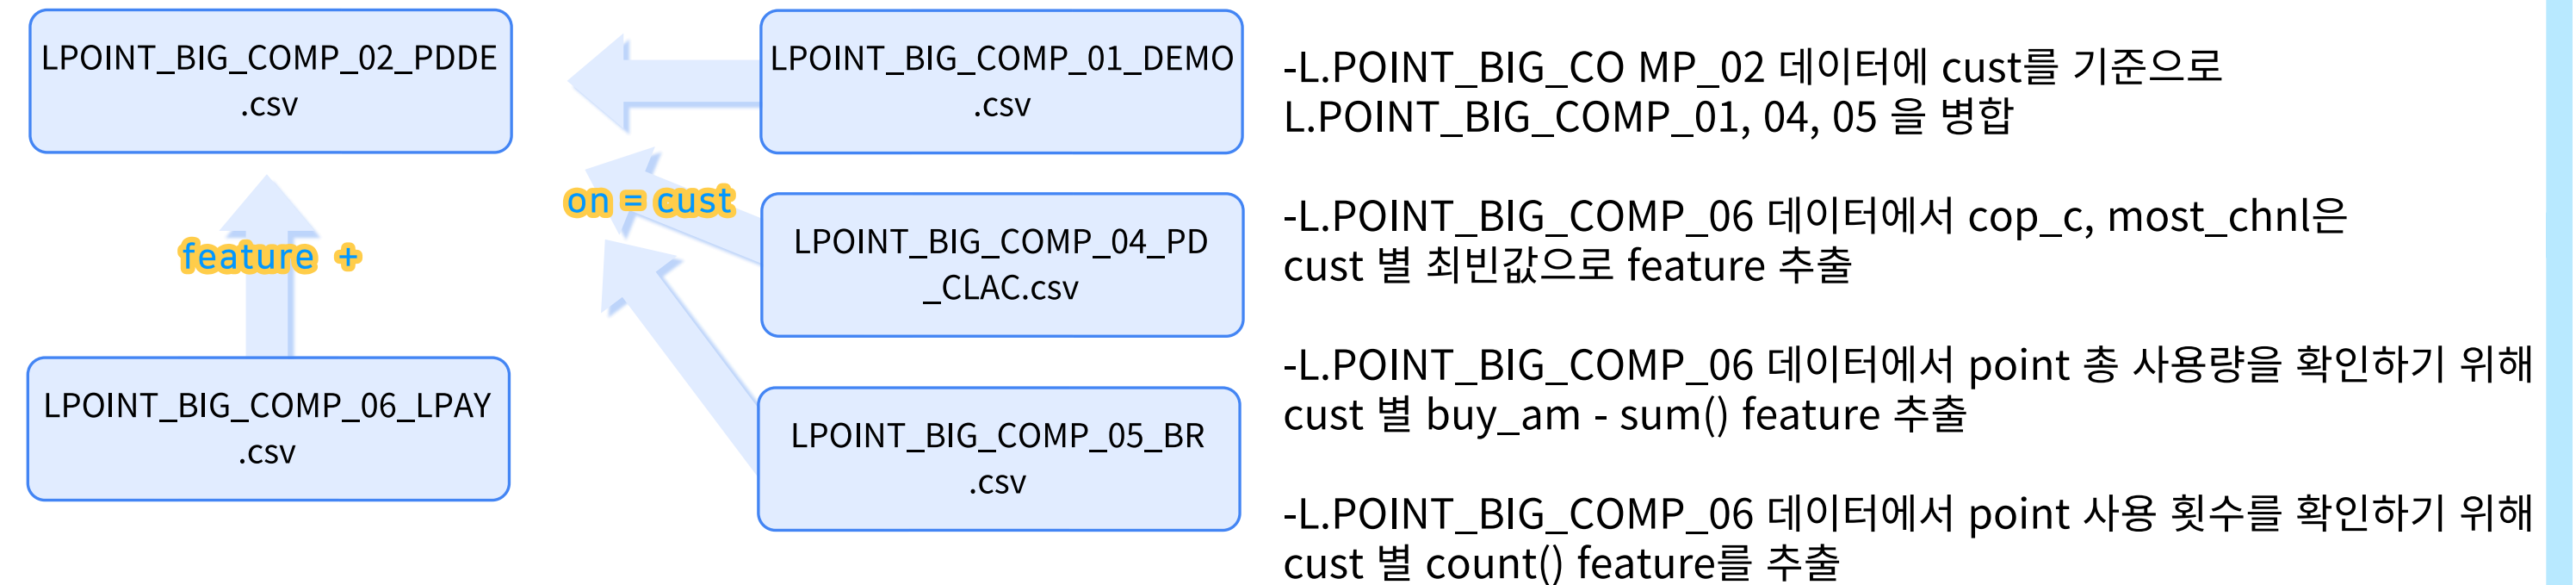 LPOINT_BIG_COMP_02_PDDE
.csv
LPOINT_BIG_COMP_01_DEMO
.csv
on = cust
feature +
LPOINT_BIG_COMP_04_PD
_CLAC.csv
LPOINT_BIG_COMP_06_LPAY
.csv
LPOINT_BIG_COMP_05_BR
.csv
-L.POINT_BIG_CO MP_02 데이터에 cust를 기준으로
L.POINT_BIG_COMP_01, 04, 05 을 병합
-L.POINT_BIG_COMP_06 데이터에서 cop_c, most_chnl은
cust 별 최빈값으로 feature 추출
-L.POINT_BIG_COMP_06 데이터에서 point 총 사용량을 확인하기 위해
cust 별 buy_am - sum() feature 추출
-L.POINT_BIG_COMP_06 데이터에서 point 사용 횟수를 확인하기 위해
cust 별 count() feature를 추출